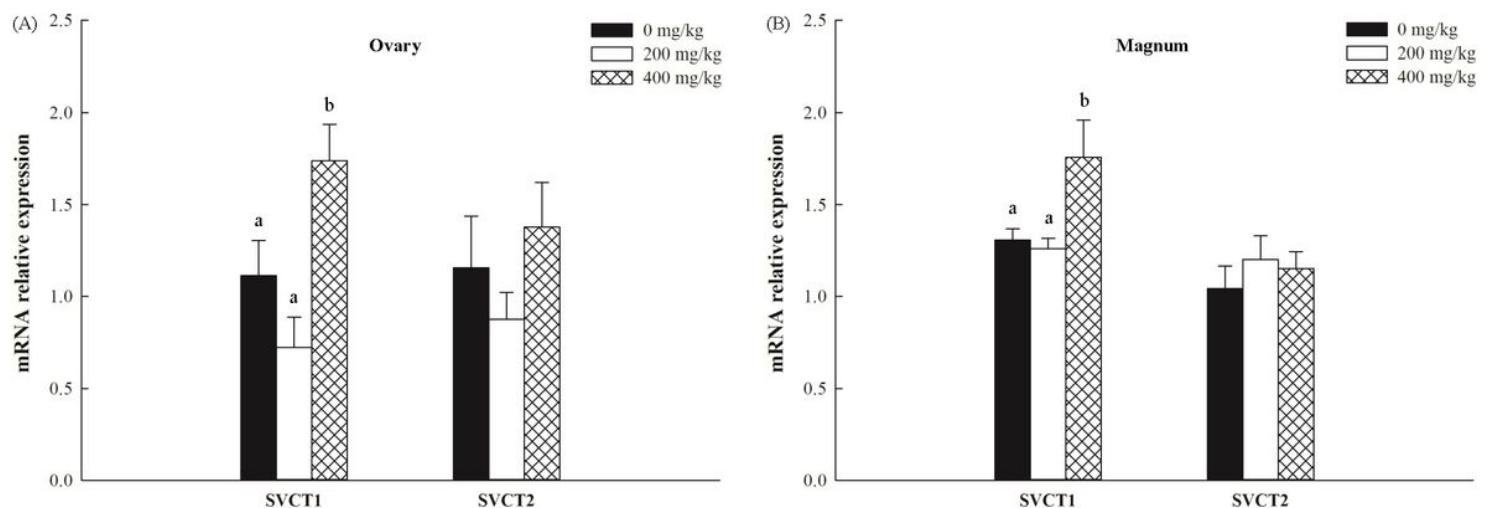 (A)
Ovary
0 mg/kg
200 mg/kg
400 mg/kg
mRNA relative expression
2.5
2.0
1.5
1.0
0.5
0.0
a
a
b
SVCT1
SVCT2
(B)
Magnum
0 mg/kg
200 mg/kg
400 mg/kg
mRNA relative expression
2.5
2.0
1.5
1.0
0.5
0.0
a
a
b
SVCT1
SVCT2